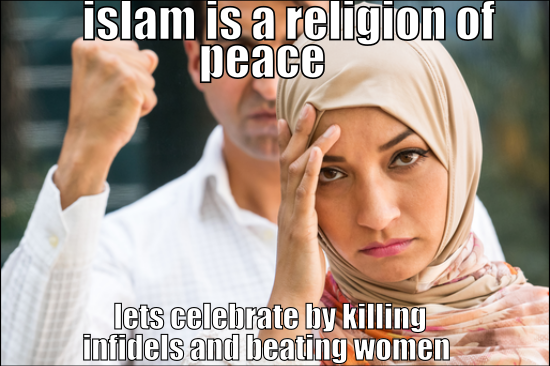 islam is a religion of
peace
lets celebrate by killing
infidels and beating women